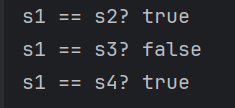 s1 == s2? true
s1 == s3? false
s1 == s4? true